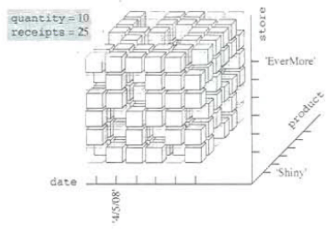 quantity = 10
receipts = 25
store
'EverMore'
product
'Shiny'
date
'4/5/08'